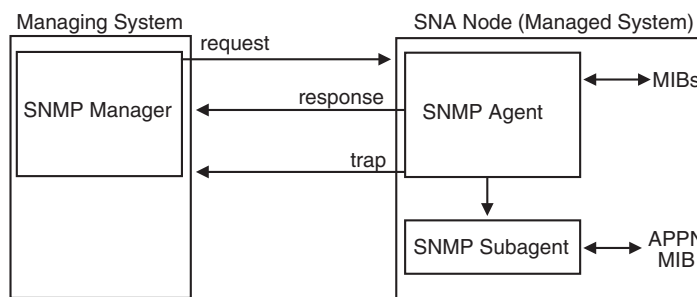 Managing System
SNA Node (Managed System)
request
SNMP Manager
response
SNMP Agent
MIBs
trap
SNMP Subagent
APPN
MIB